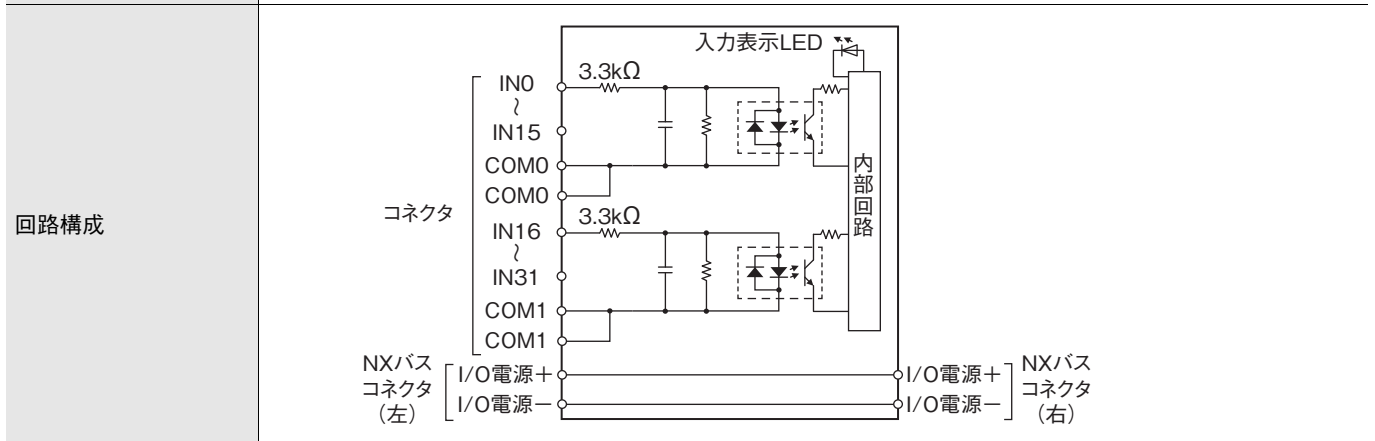 回路構成
入力表示LED
コネクタ
IN0
～
IN15
COM0
COM0
IN16
～
IN31
COM1
COM1
3.3kΩ
3.3kΩ
内部回路
NXバス
コネクタ
（左）
I/O電源＋
I/O電源－
I/O電源＋
I/O電源－
NXバス
コネクタ
（右）